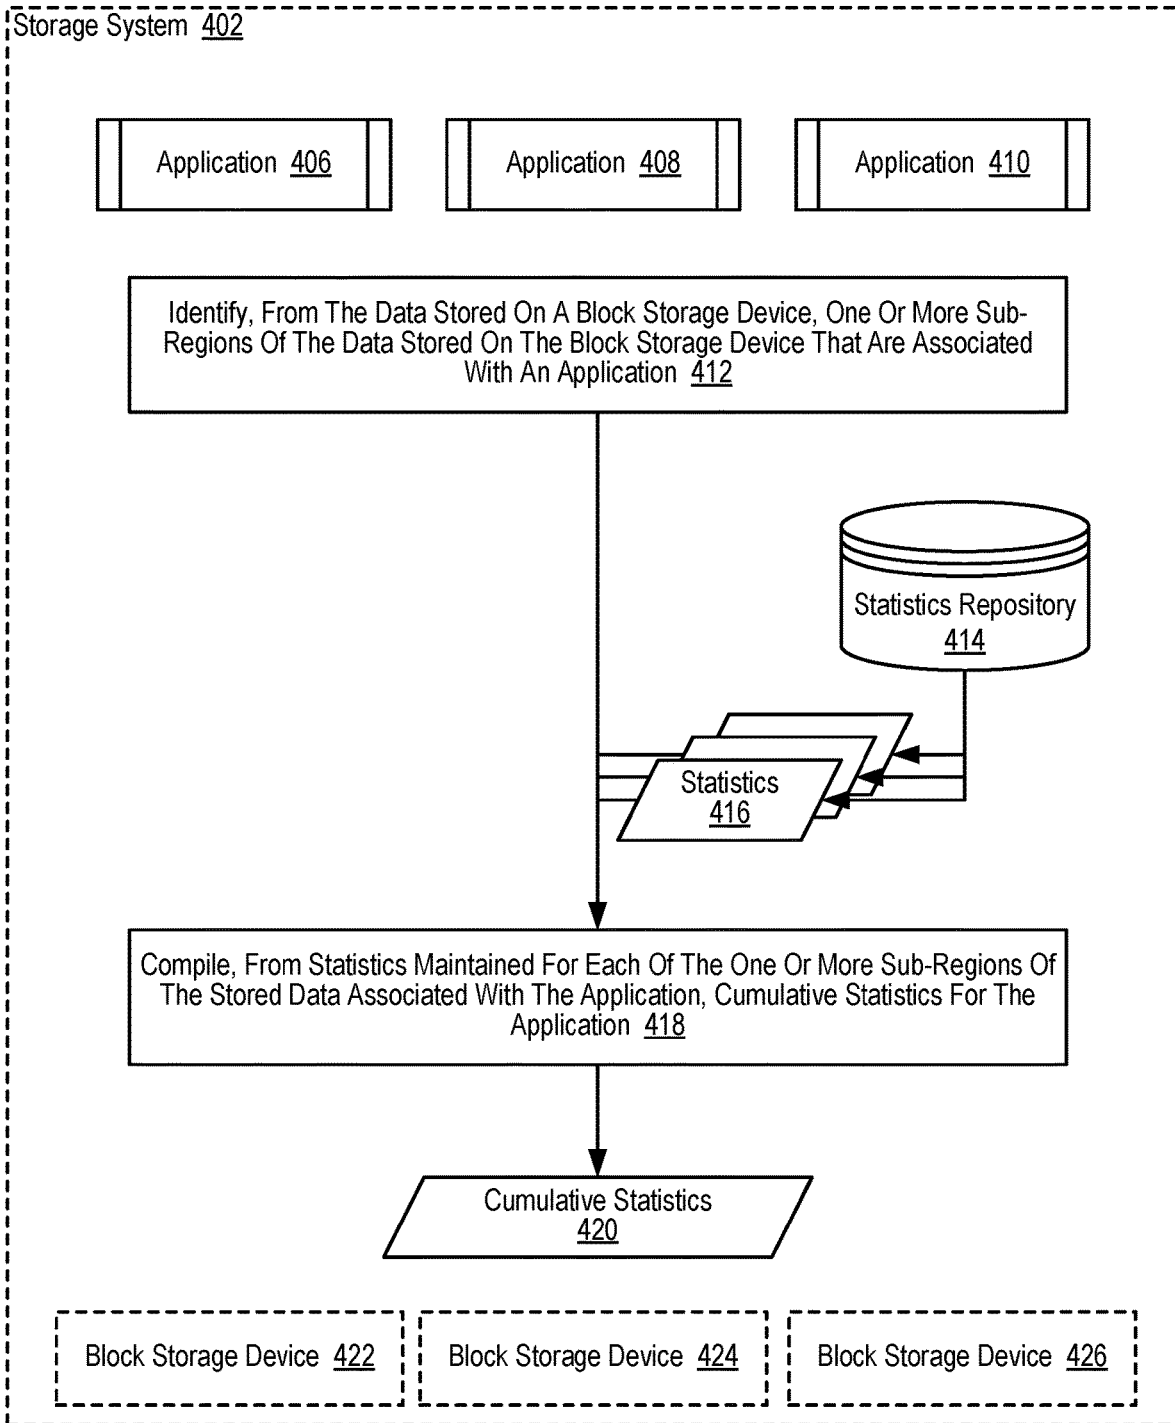 Storage System 402
Application 406
Application 408
Application 410
Identify, From The Data Stored On A Block Storage Device, One Or More Sub-
Regions Of The Data Stored On The Block Storage Device That Are Associated
With An Application 412
Statistics Repository
414
Statistics
416
Compile, From Statistics Maintained For Each Of The One Or More Sub-Regions Of
The Stored Data Associated With The Application, Cumulative Statistics For The
Application 418
Cumulative Statistics
420
Block Storage Device 422
Block Storage Device 424
Block Storage Device 426